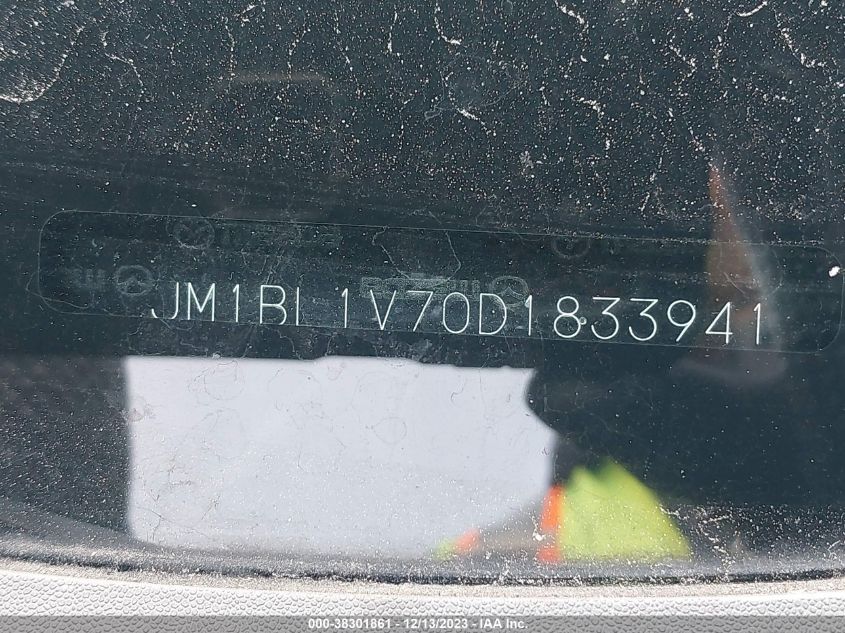 JM1BL1V70D1833941
000-38301861 - 12/13/2023 - IAA Inc.